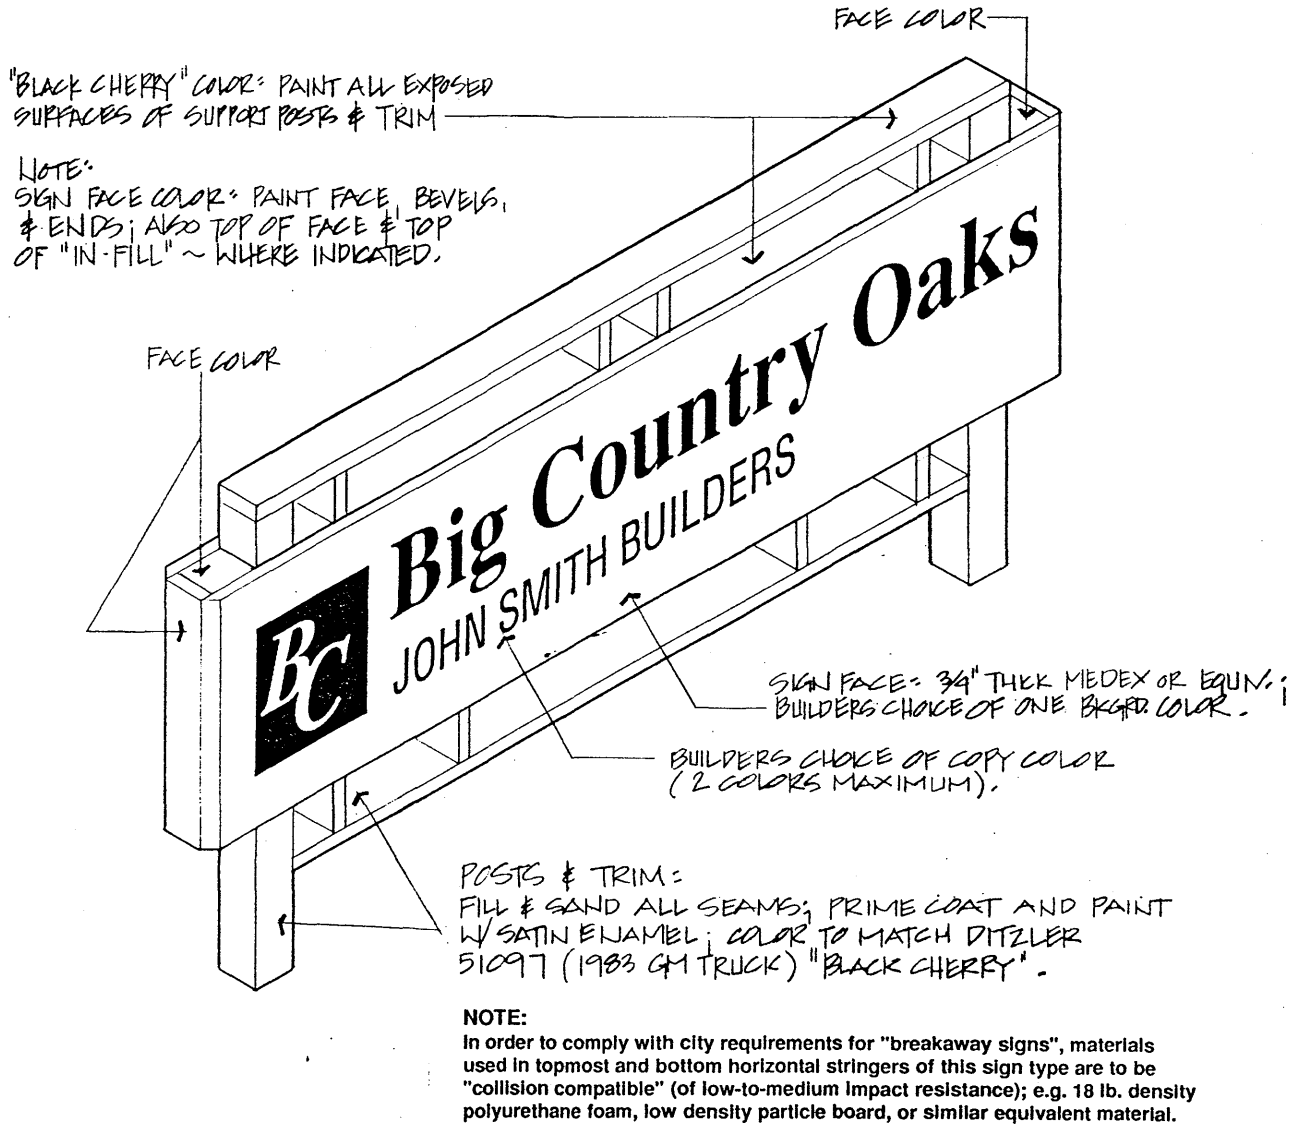 FACE COLOR
"BLACK CHERRY" COLOR: PAINT ALL EXPOSED
SURFACES OF SUPPORT POSTS & TRIM
NOTE:
SIGN FACE COLOR: PAINT FACE, BEVELS,
& ENDS; ALSO TOP OF FACE & TOP
OF "IN-FILL" ~ WHERE INDICATED.
FACE COLOR
Big Country Oaks
JOHN SMITH BUILDERS
BC
SIGN FACE: 3/4" THICK MEDEX OR EQUIV.;
BUILDERS CHOICE OF ONE BKGRD. COLOR.
BUILDERS CHOICE OF COPY COLOR
(2 COLORS MAXIMUM).
POSTS & TRIM:
FILL & SAND ALL SEAMS; PRIME COAT AND PAINT
W/ SATIN ENAMEL; COLOR TO MATCH DITZLER
51097 (1983 GM TRUCK) "BLACK CHERRY".
NOTE:
In order to comply with city requirements for "breakaway signs", materials
used in topmost and bottom horizontal stringers of this sign type are to be
"collision compatible" (of low-to-medium impact resistance); e.g. 18 lb. density
polyurethane foam, low density particle board, or similar equivalent material.